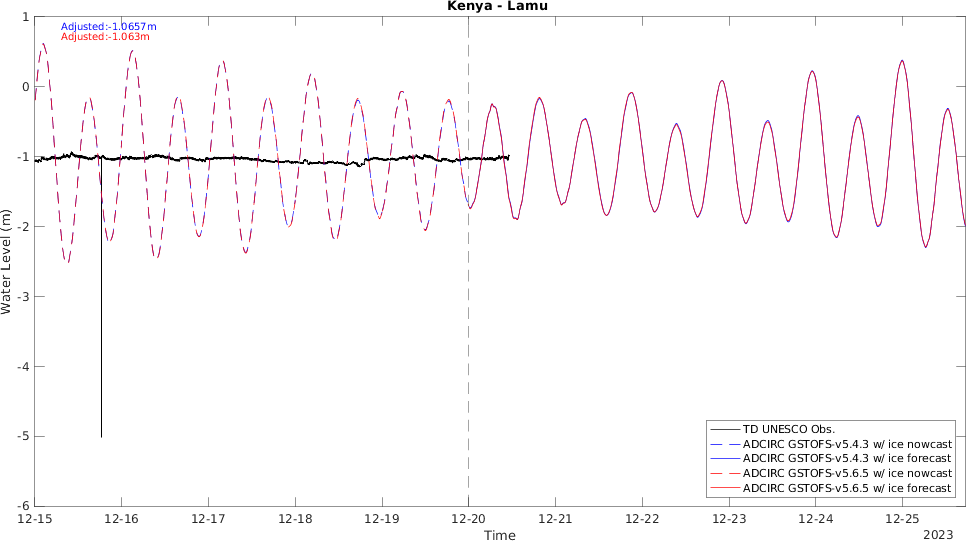 Kenya - Lamu
Adjusted:-1.0657m
Adjusted:-1.063m
1
0
-1
-2
-3
-4
-5
-6
Water Level (m)
TD UNESCO Obs.
ADCIRC GSTOFS-v5.4.3 w/ ice nowcast
ADCIRC GSTOFS-v5.4.3 w/ ice forecast
ADCIRC GSTOFS-v5.6.5 w/ ice nowcast
ADCIRC GSTOFS-v5.6.5 w/ ice forecast
12-15 12-16 12-17 12-18 12-19 12-20 12-21 12-22 12-23 12-24 12-25
Time
2023